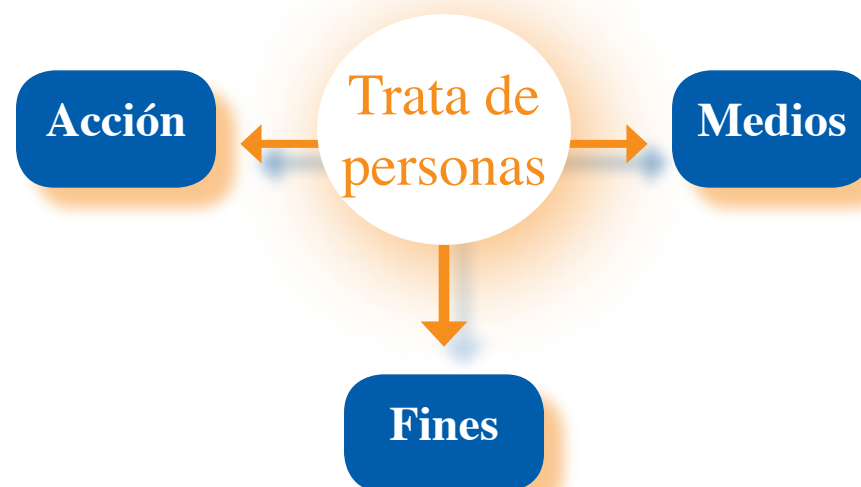 Trata de
personas
Acción
Medios
Fines